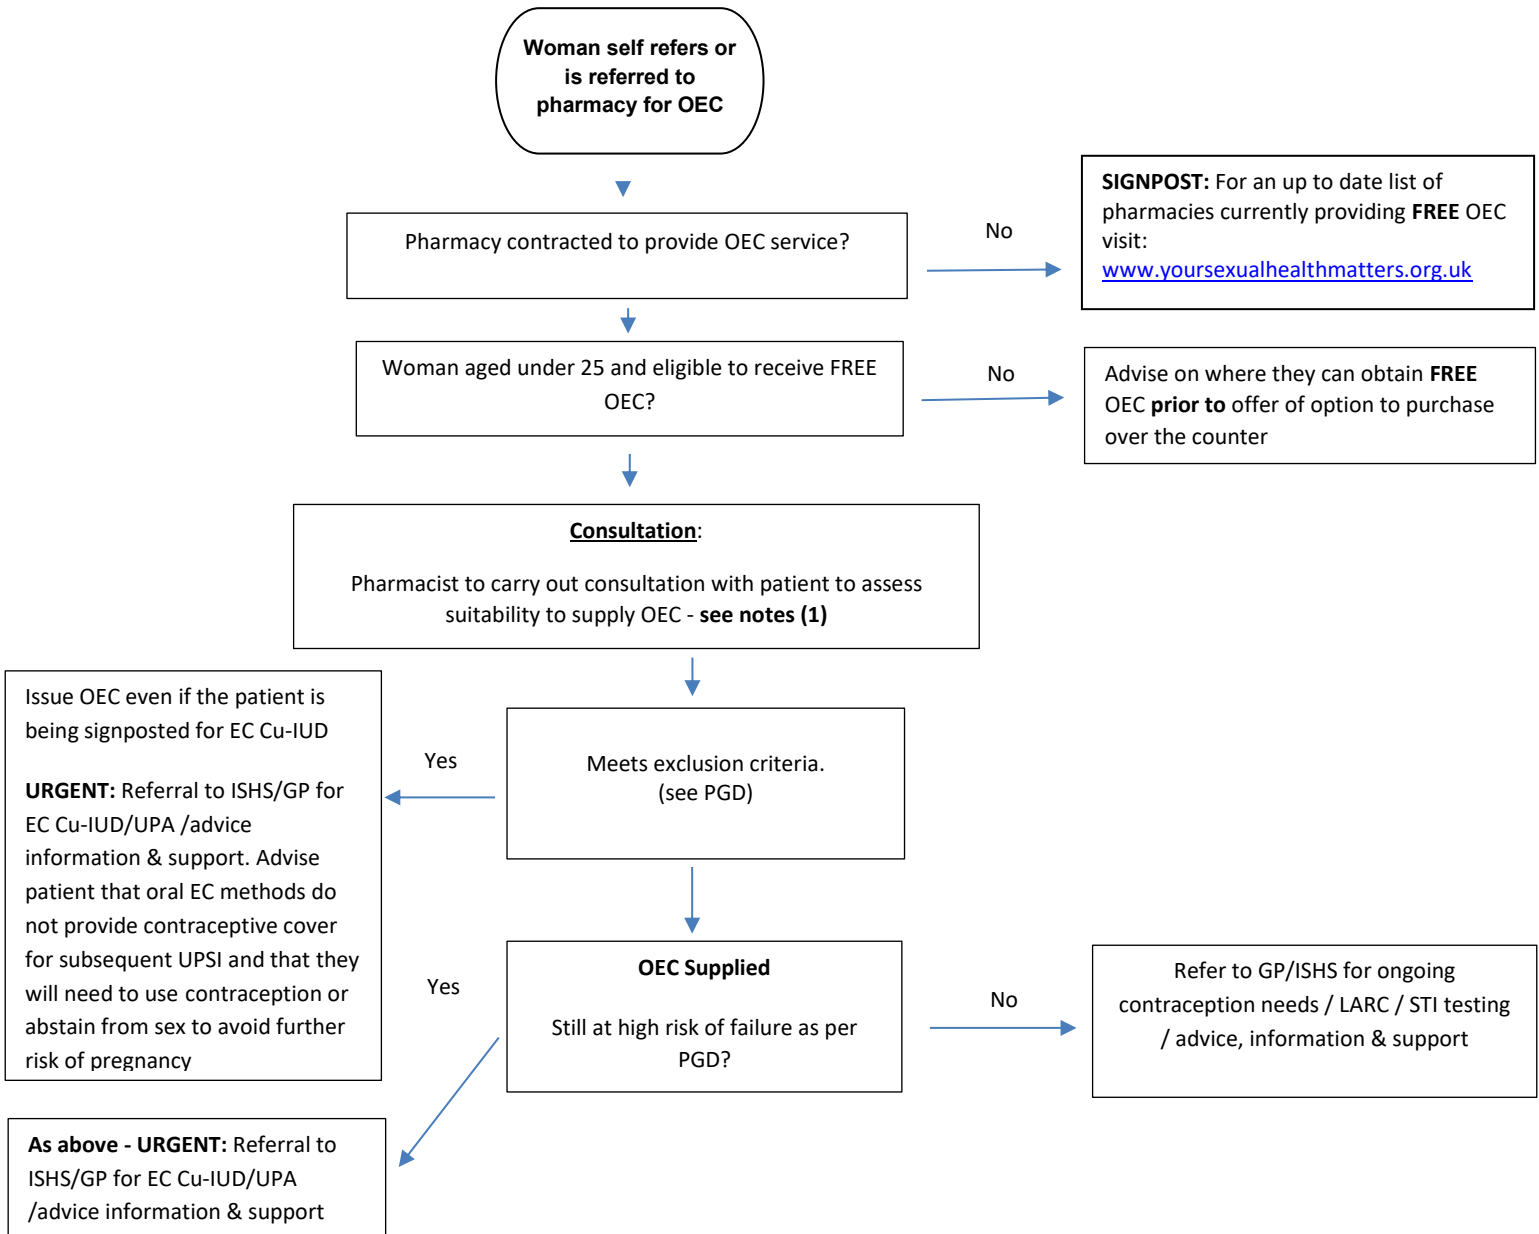 Woman self refers or
is referred to
pharmacy for OEC
Pharmacy contracted to provide OEC service?
No
SIGNPOST: For an up to date list of
pharmacies currently providing FREE OEC
visit:
www.yoursexualhealthmatters.org.uk
Woman aged under 25 and eligible to receive FREE
OEC?
No
Advise on where they can obtain FREE
OEC prior to offer of option to purchase
over the counter
Consultation:
Pharmacist to carry out consultation with patient to assess
suitability to supply OEC - see notes (1)
Meets exclusion criteria.
(see PGD)
Yes
Issue OEC even if the patient is
being signposted for EC Cu-IUD
URGENT: Referral to ISHS/GP for
EC Cu-IUD/UPA /advice
information & support. Advise
patient that oral EC methods do
not provide contraceptive cover
for subsequent UPSI and that they
will need to use contraception or
abstain from sex to avoid further
risk of pregnancy
OEC Supplied
Still at high risk of failure as per
PGD?
Yes
No
Refer to GP/ISHS for ongoing
contraception needs / LARC / STI testing
/ advice, information & support
As above - URGENT: Referral to
ISHS/GP for EC Cu-IUD/UPA
/advice information & support